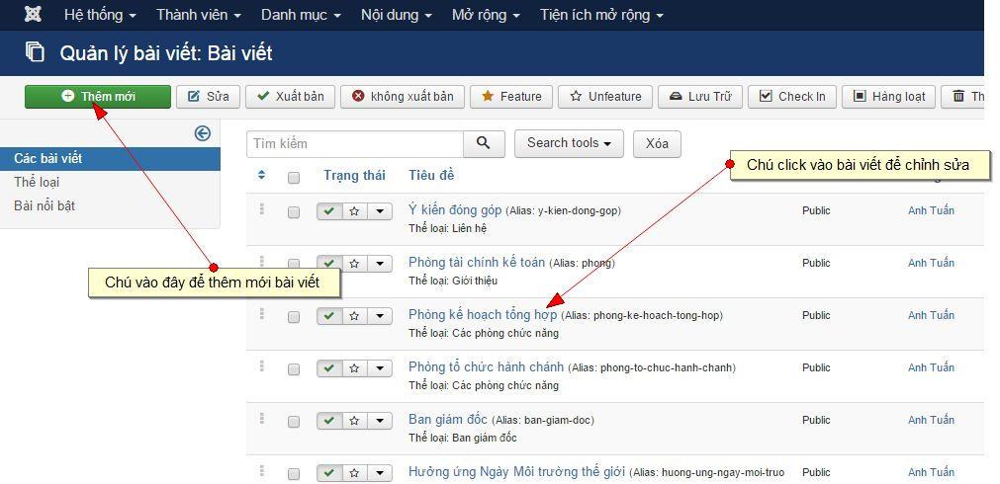 Hệ thống Thành viên Danh mục Nội dung Mở rộng Tiện ích mở rộng
Quản lý bài viết: Bài viết
Thêm mới Sửa Xuất bản không xuất bản Feature Unfeature Lưu Trữ Check In Hàng loạt Th
Các bài viết
Thể loại
Bài nổi bật
Tìm kiếm Search tools Xóa
Trạng thái Tiêu đề
Chú click vào bài viết để chỉnh sửa
Ý kiến đóng góp (Alias: y-kien-dong-gop) Public Anh Tuấn
Thể loại: Liên hệ
Phòng tài chính kế toán (Alias: phong) Public Anh Tuấn
Thể loại: Giới thiệu
Chú vào đây để thêm mới bài viết
Phòng kế hoạch tổng hợp (Alias: phong-ke-hoach-tong-hop) Public Anh Tuấn
Thể loại: Các phòng chức năng
Phòng tổ chức hành chánh (Alias: phong-to-chuc-hanh-chanh) Public Anh Tuấn
Thể loại: Các phòng chức năng
Ban giám đốc (Alias: ban-giam-doc) Public Anh Tuấn
Thể loại: Ban giám đốc
Hưởng ứng Ngày Môi trường thế giới (Alias: huong-ung-ngay-moi-truo Public Anh Tuấn